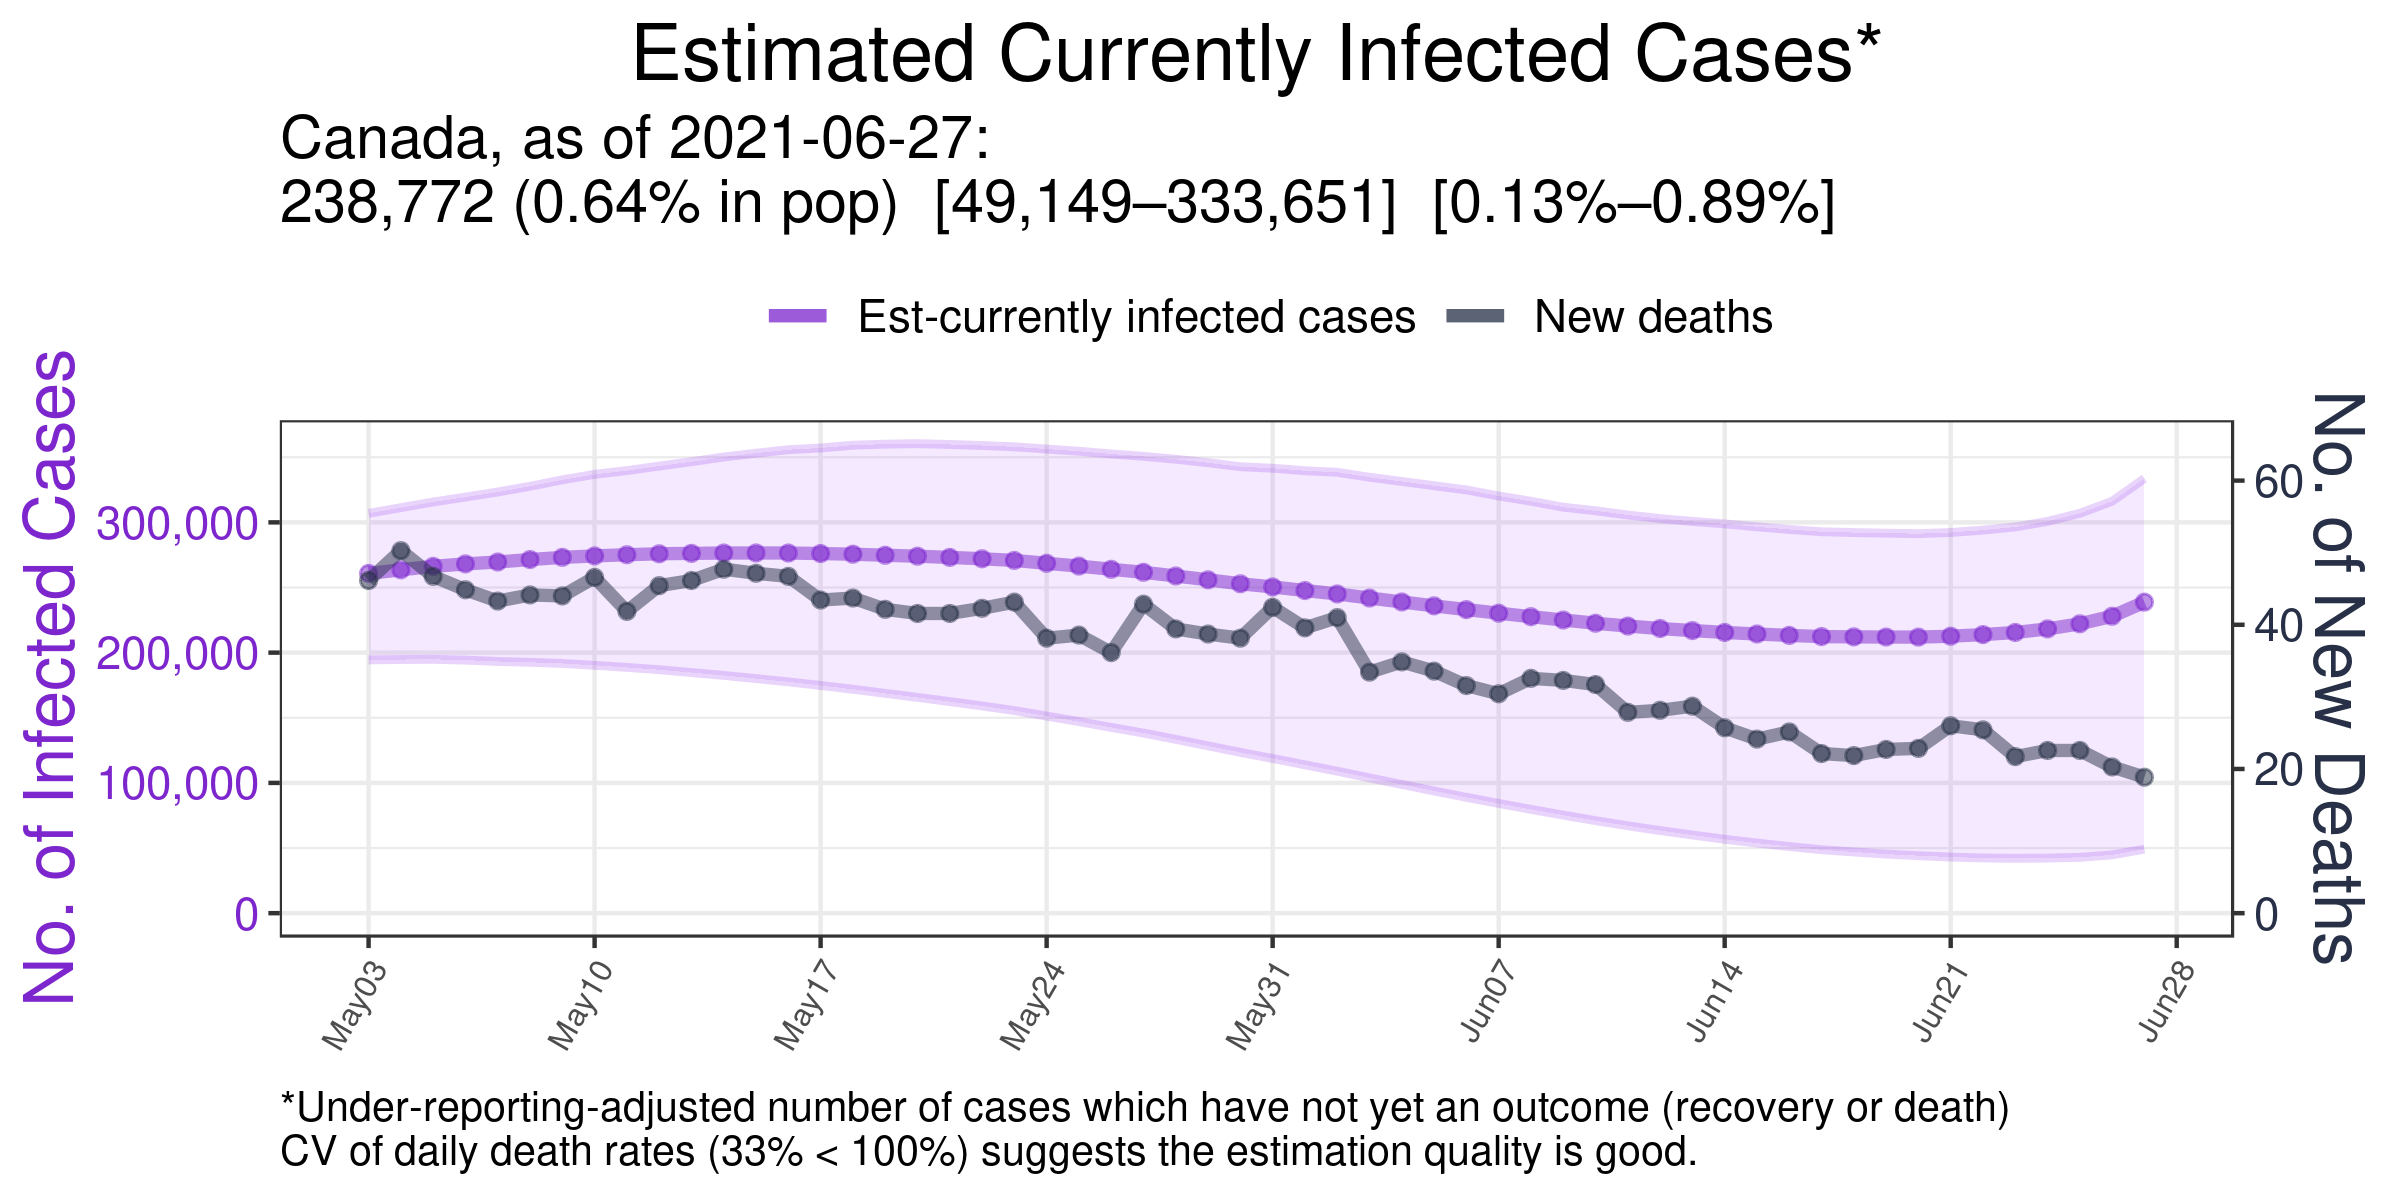 Estimated Currently Infected Cases*
Canada, as of 2021-06-27:
238,772 (0.64% in pop)  [49,149–333,651]  [0.13%–0.89%]
Est-currently infected cases
New deaths
No. of Infected Cases
300,000
200,000
100,000
0
60
40
20
0
No. of New Deaths
May03
May10
May17
May24
May31
Jun07
Jun14
Jun21
Jun28
*Under-reporting-adjusted number of cases which have not yet an outcome (recovery or death)
CV of daily death rates (33% < 100%) suggests the estimation quality is good.